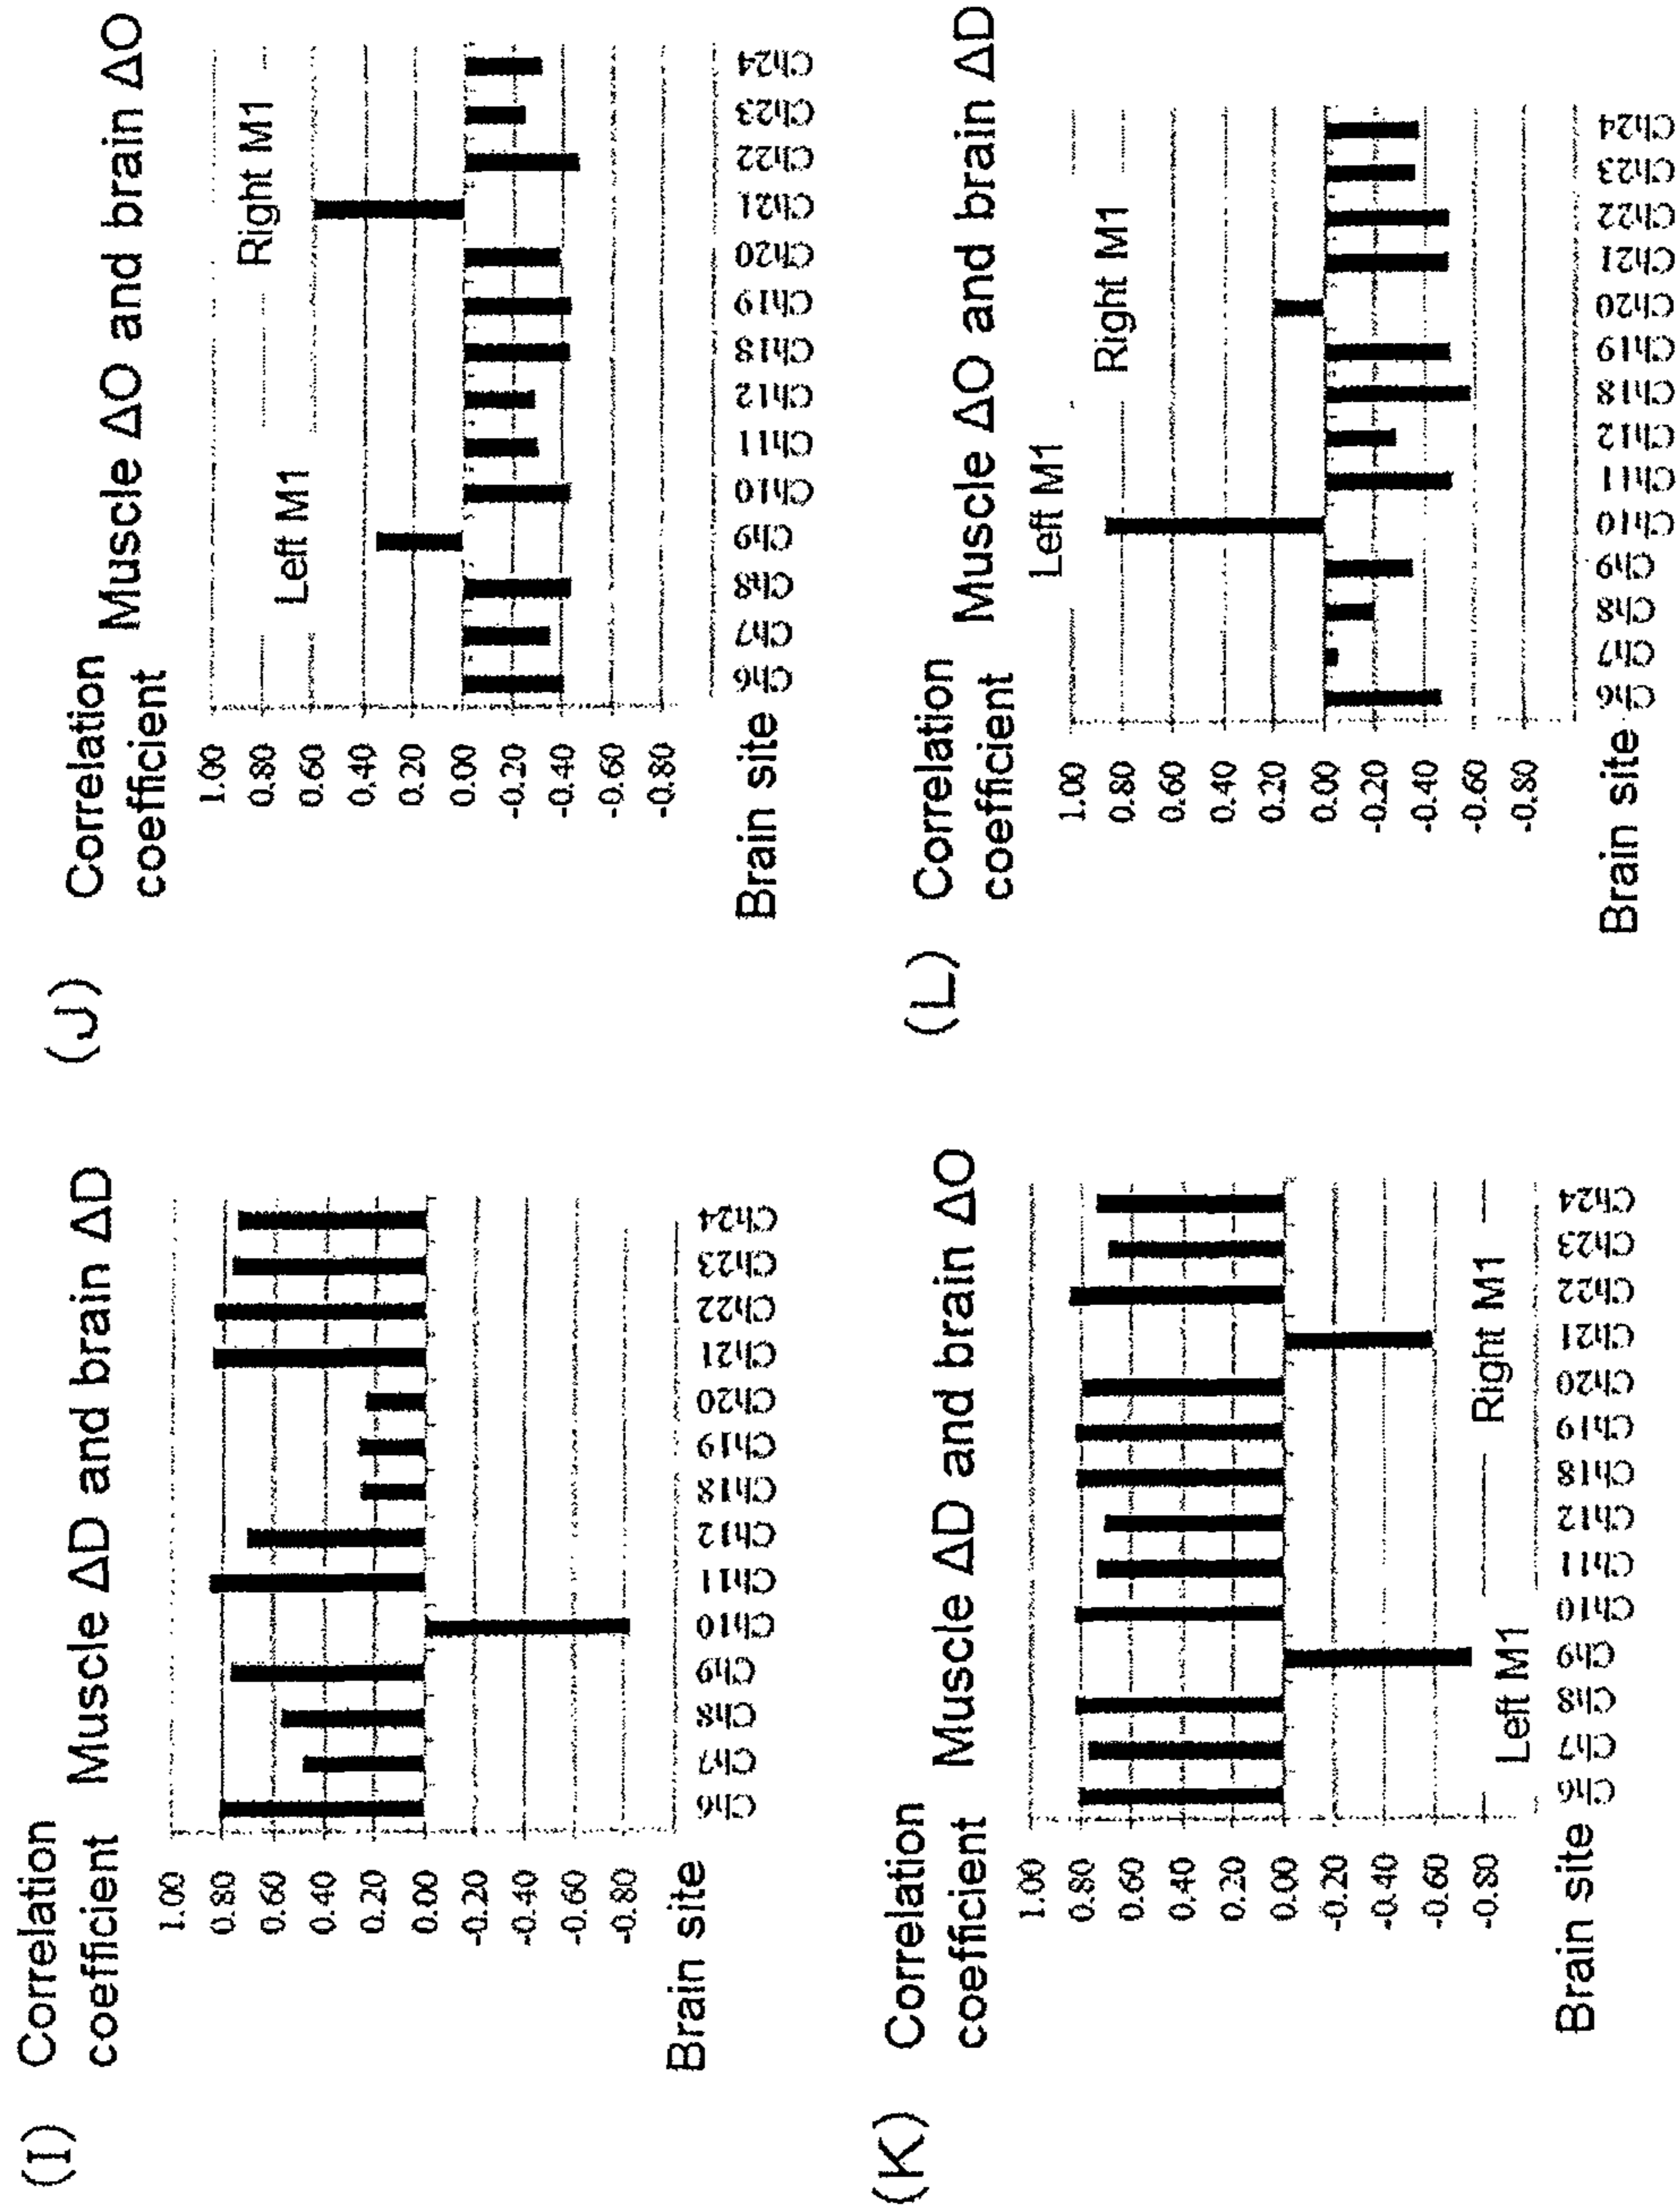 (I) Correlation
coefficient Muscle ΔD and brain ΔD
1.00
0.80
0.60
0.40
0.20
0.00
-0.20
-0.40
-0.60
-0.80
Brain site Ch6 Ch7 Ch8 Ch9 Ch10 Ch11 Ch12 Ch18 Ch19 Ch20 Ch21 Ch22 Ch23 Ch24
(J) Correlation
coefficient Muscle ΔO and brain ΔO
1.00
0.80
0.60
0.40
0.20
0.00
-0.20
-0.40
-0.60
-0.80
Left M1
Right M1
Brain site Ch6 Ch7 Ch8 Ch9 Ch10 Ch11 Ch12 Ch18 Ch19 Ch20 Ch21 Ch22 Ch23 Ch24
(K) Correlation
coefficient Muscle ΔD and brain ΔO
1.00
0.80
0.60
0.40
0.20
0.00
-0.20
-0.40
-0.60
-0.80
Left M1
Right M1
Brain site Ch6 Ch7 Ch8 Ch9 Ch10 Ch11 Ch12 Ch18 Ch19 Ch20 Ch21 Ch22 Ch23 Ch24
(L) Correlation
coefficient Muscle ΔO and brain ΔD
1.00
0.80
0.60
0.40
0.20
0.00
-0.20
-0.40
-0.60
-0.80
Left M1
Right M1
Brain site Ch6 Ch7 Ch8 Ch9 Ch10 Ch11 Ch12 Ch18 Ch19 Ch20 Ch21 Ch22 Ch23 Ch24